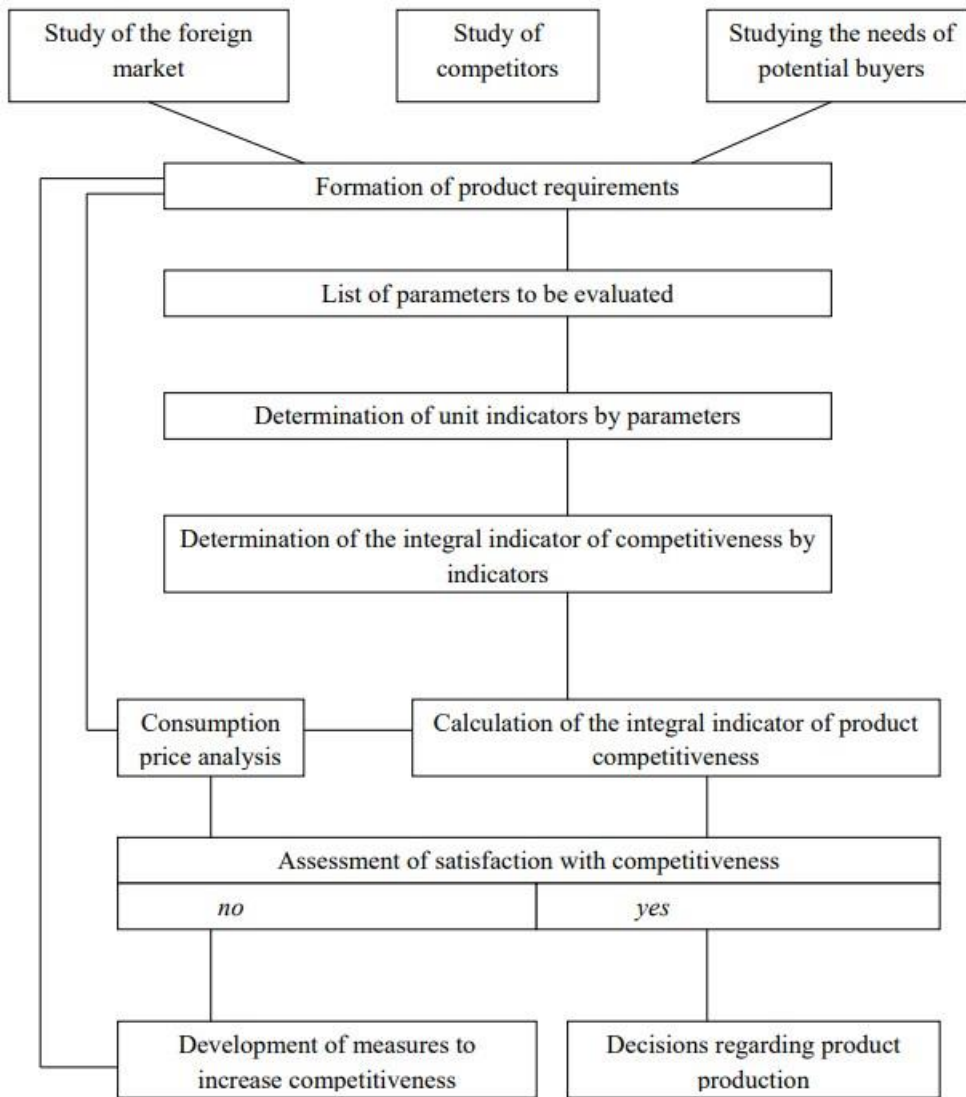 Study of the foreign
market
Study of
competitors
Studying the needs of
potential buyers
Formation of product requirements
List of parameters to be evaluated
Determination of unit indicators by parameters
Determination of the integral indicator of competitiveness by
indicators
Consumption
price analysis
Calculation of the integral indicator of product
competitiveness
Assessment of satisfaction with competitiveness
no
yes
Development of measures to
increase competitiveness
Decisions regarding product
production